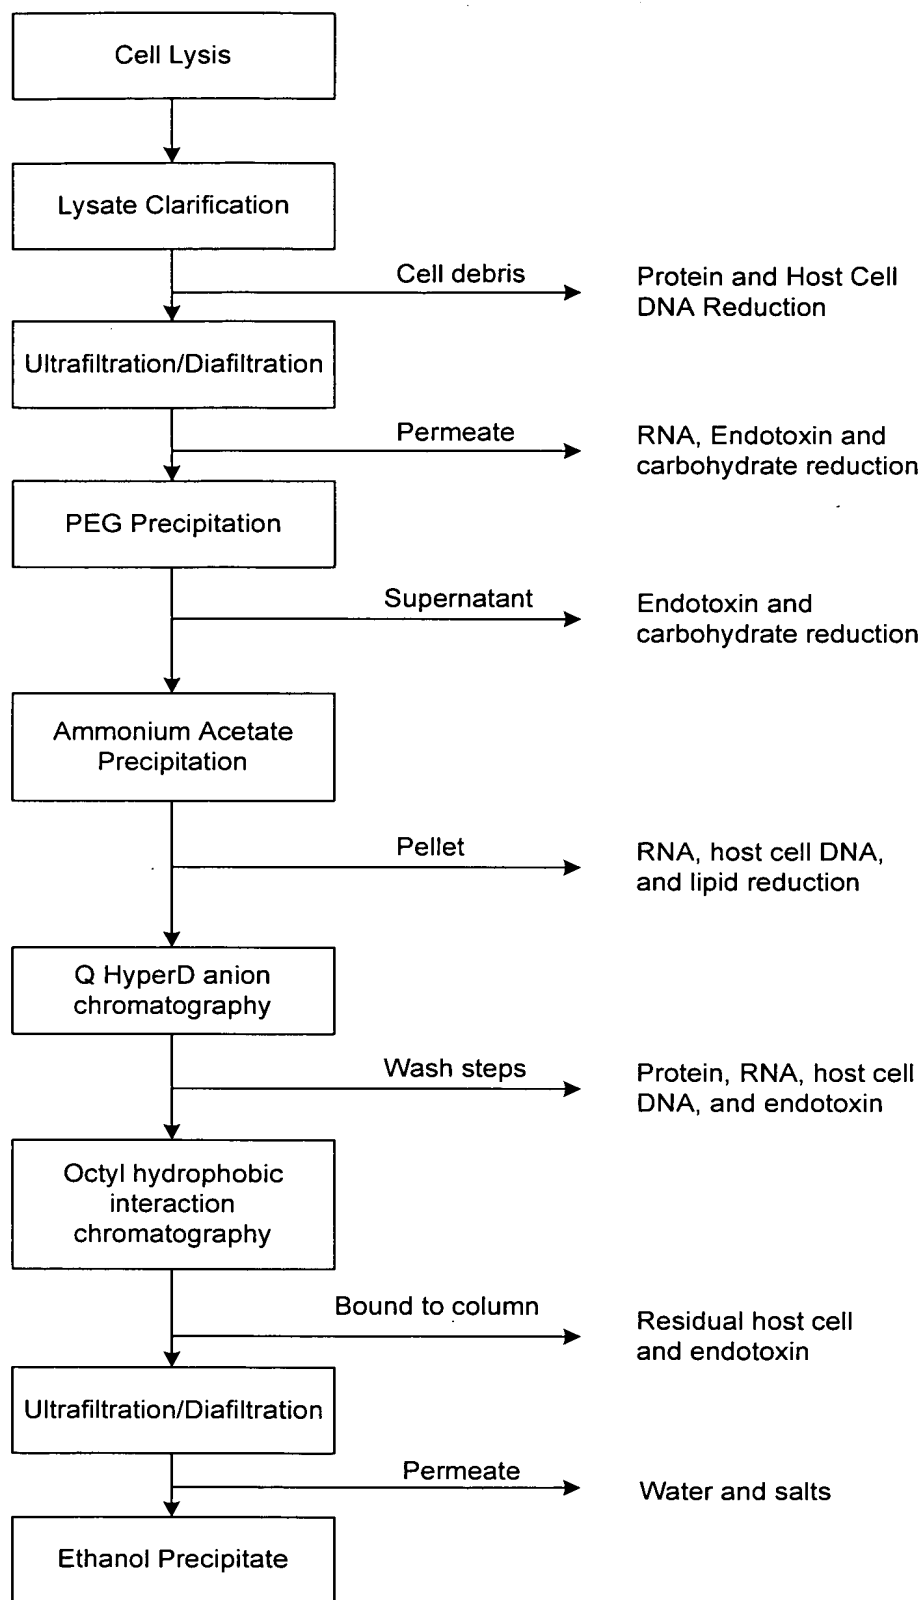 Cell Lysis
Lysate Clarification
Cell debris
Protein and Host Cell
DNA Reduction
Ultrafiltration/Diafiltration
Permeate
RNA, Endotoxin and
carbohydrate reduction
PEG Precipitation
Supernatant
Endotoxin and
carbohydrate reduction
Ammonium Acetate
Precipitation
Pellet
RNA, host cell DNA,
and lipid reduction
Q HyperD anion
chromatography
Wash steps
Protein, RNA, host cell
DNA, and endotoxin
Octyl hydrophobic
interaction
chromatography
Bound to column
Residual host cell
and endotoxin
Ultrafiltration/Diafiltration
Permeate
Water and salts
Ethanol Precipitate